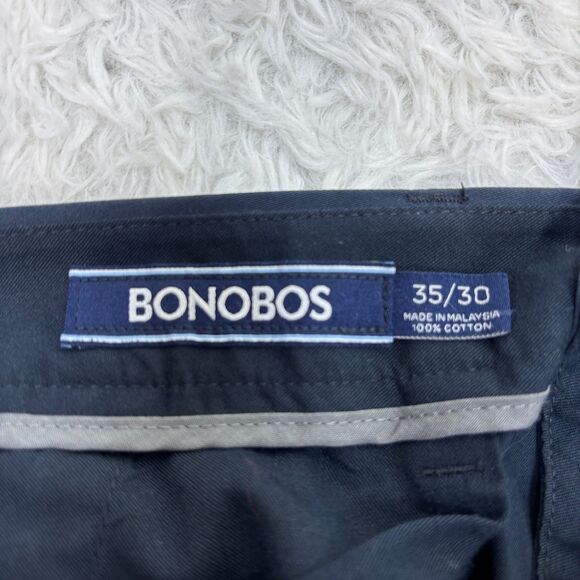 BONOBOS
35/30
MADE IN MALAYSIA
100% COTTON